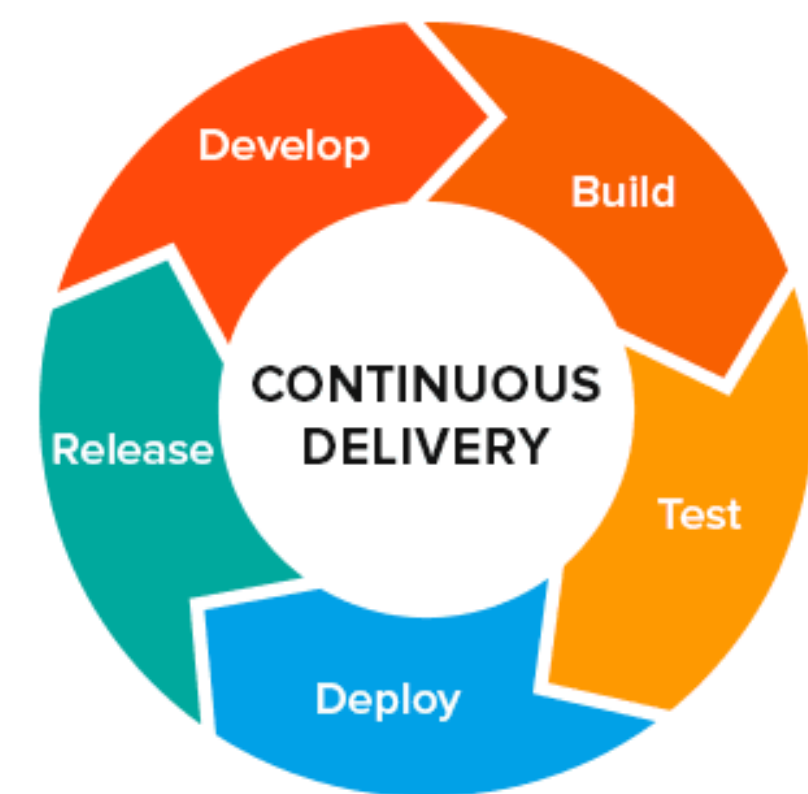 Develop
Build
Test
Deploy
Release
CONTINUOUS
DELIVERY